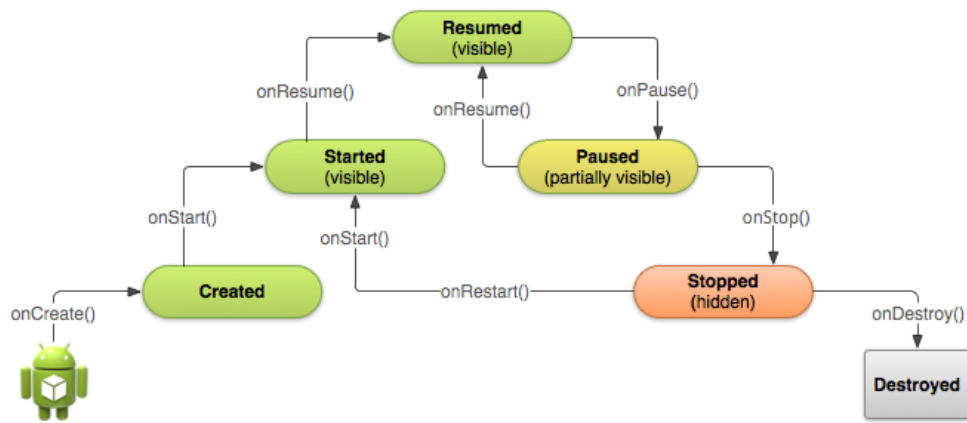 Resumed
(visible)
onResume()
onResume()
onPause()
Started
(visible)
Paused
(partially visible)
onStart()
onStart()
onStop()
Created
onRestart()
Stopped
(hidden)
onCreate()
onDestroy()
Destroyed